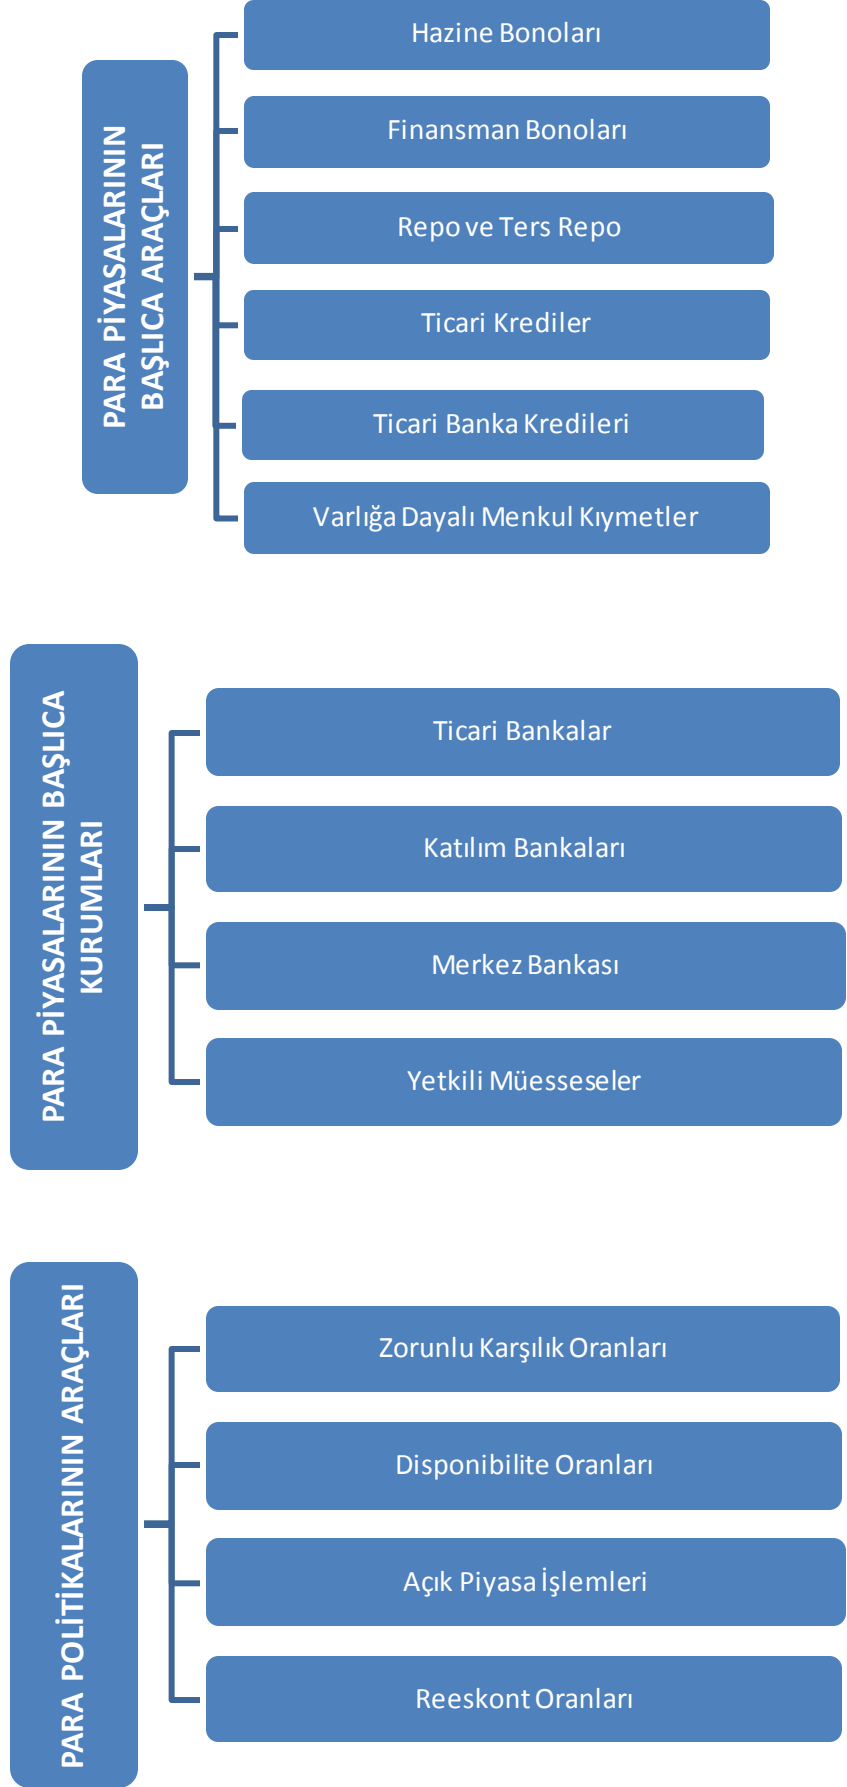 PARA PİYASALARININ
BAŞLICA ARAÇLARI
Hazine Bonoları
Finansman Bonoları
Repo ve Ters Repo
Ticari Krediler
Ticari Banka Kredileri
Varlığa Dayalı Menkul Kıymetler
PARA PİYASALARININ BAŞLICA
KURUMLARI
Ticari Bankalar
Katılım Bankaları
Merkez Bankası
Yetkili Müesseseler
PARA POLİTİKALARININ ARAÇLARI
Zorunlu Karşılık Oranları
Disponibilite Oranları
Açık Piyasa İşlemleri
Reeskont Oranları